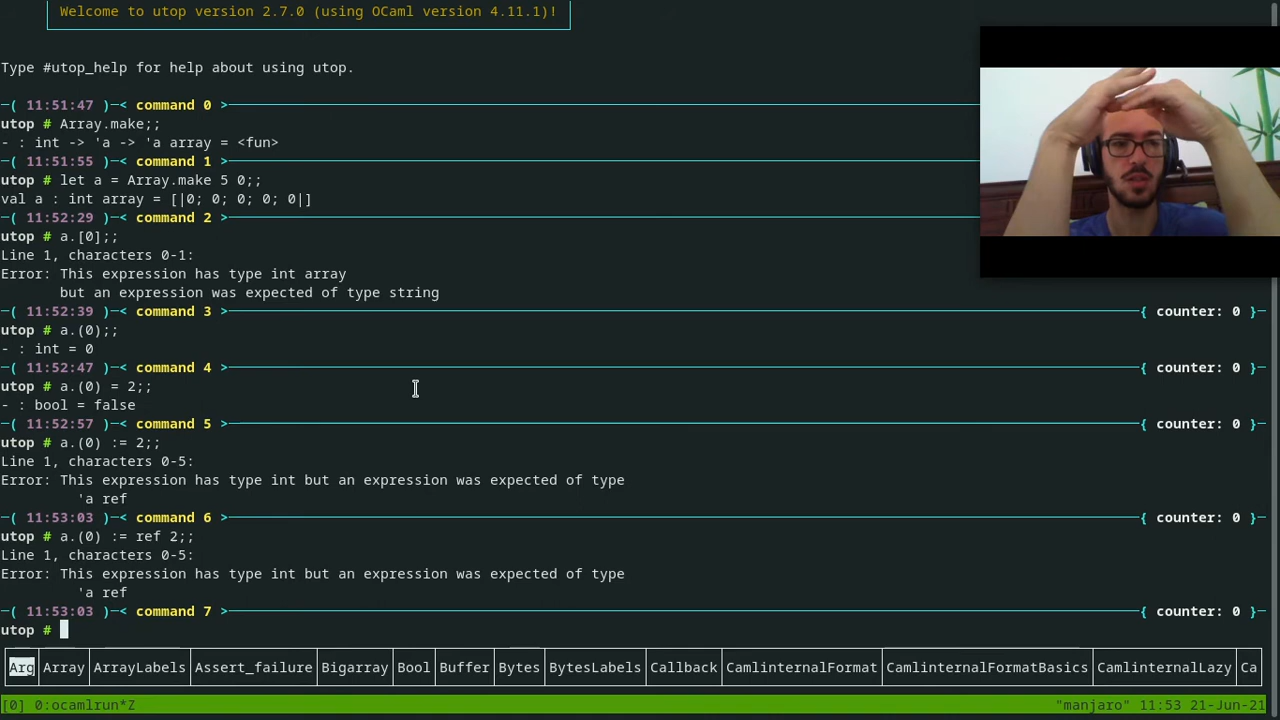 Welcome to utop version 2.7.0 (using OCaml version 4.11.1)!
Type #utop_help for help about using utop.
─( 11:51:47 )─< command 0 >─
utop # Array.make;;
- : int -> 'a -> 'a array = <fun>
─( 11:51:55 )─< command 1 >─
utop # let a = Array.make 5 0;;
val a : int array = [|0; 0; 0; 0; 0|]
─( 11:52:29 )─< command 2 >─
utop # a.[0];;
Line 1, characters 0-1:
Error: This expression has type int array
but an expression was expected of type string
─( 11:52:39 )─< command 3 >─{ counter: 0 }─
utop # a.(0);;
- : int = 0
─( 11:52:47 )─< command 4 >─{ counter: 0 }─
utop # a.(0) = 2;;
- : bool = false
─( 11:52:57 )─< command 5 >─{ counter: 0 }─
utop # a.(0) := 2;;
Line 1, characters 0-5:
Error: This expression has type int but an expression was expected of type
'a ref
─( 11:53:03 )─< command 6 >─{ counter: 0 }─
utop # a.(0) := ref 2;;
Line 1, characters 0-5:
Error: This expression has type int but an expression was expected of type
'a ref
─( 11:53:03 )─< command 7 >─{ counter: 0 }─
utop #
Arg│Array│ArrayLabels│Assert_failure│Bigarray│Bool│Buffer│Bytes│BytesLabels│Callback│CamlinternalFormat│CamlinternalFormatBasics│CamlinternalLazy│Ca
[0] 0:ocamlrun*Z "manjaro" 11:53 21-Jun-21